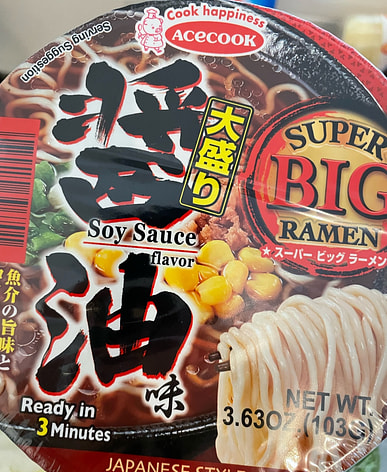 Cook happiness
ACECOOK
Serving Suggestion
醤油味
大盛り
Soy Sauce
flavor
SUPER
BIG
RAMEN
★スーパー ビッグ ラーメン
魚介の旨味と
Ready in
3 Minutes
NET WT.
3.63OZ.(103G)
JAPANESE STYLE